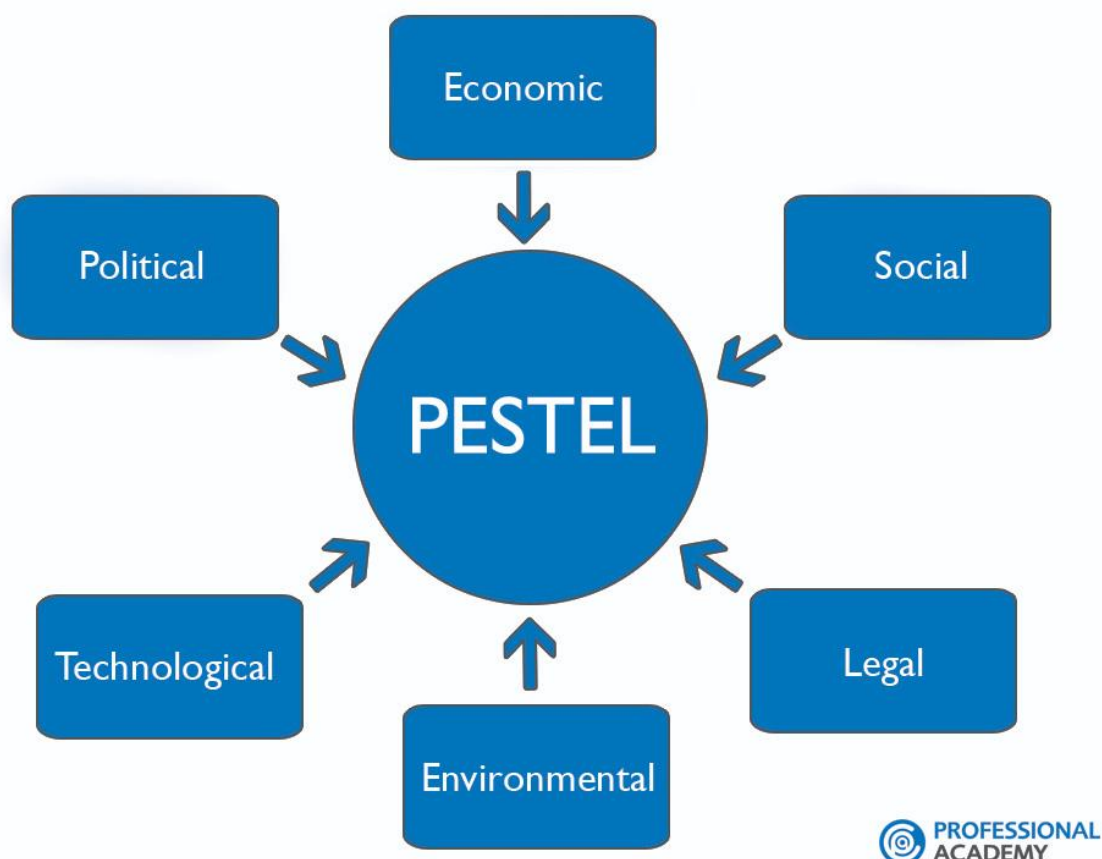 Economic
Political
Social
PESTEL
Technological
Legal
Environmental
PROFESSIONAL
ACADEMY